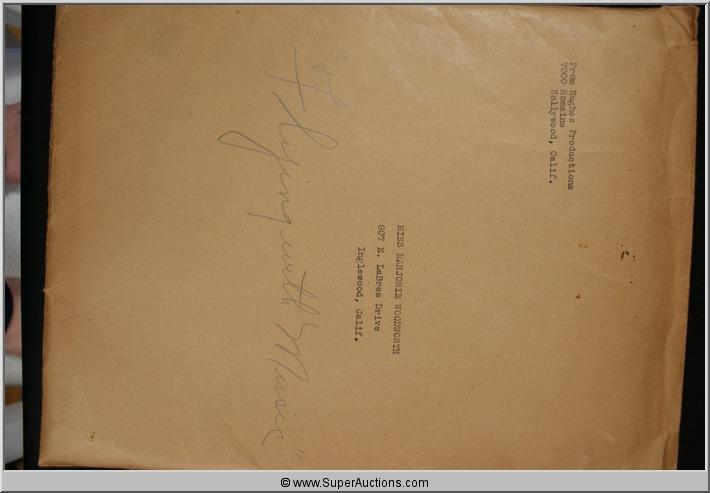 From Hughes Productions
7000 Romaine
Hollywood, Calif.
MISS MARJORIE WOODWORTH
807 E. LaBrea Drive
Inglewood, Calif.
"Flying with Music"
© www.SuperAuctions.com